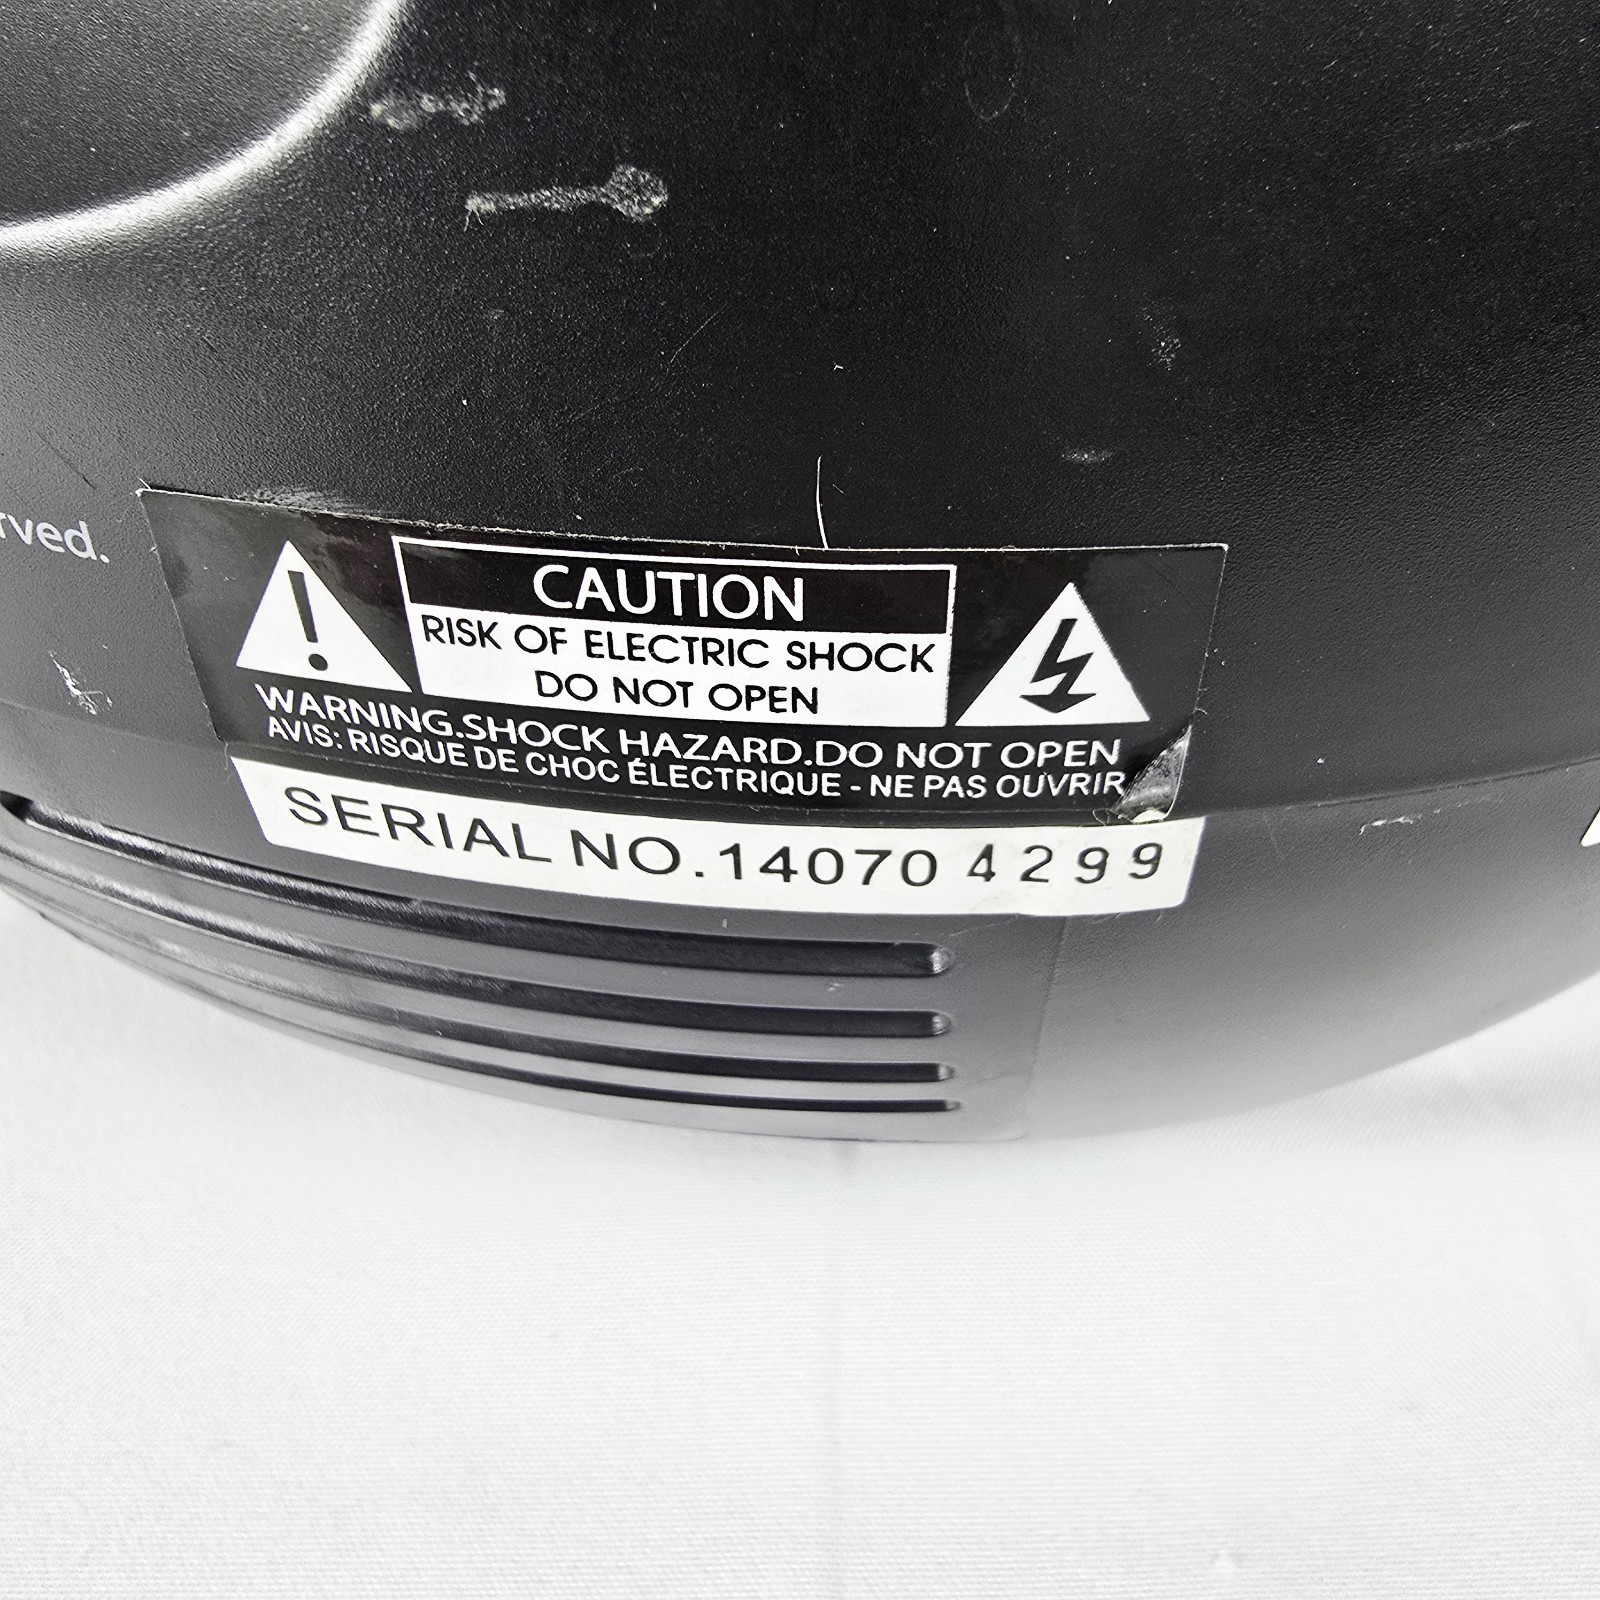 rved.
CAUTION
RISK OF ELECTRIC SHOCK
DO NOT OPEN
WARNING.SHOCK HAZARD.DO NOT OPEN
AVIS: RISQUE DE CHOC ÉLECTRIQUE - NE PAS OUVRIR
SERIAL NO.14070 4299